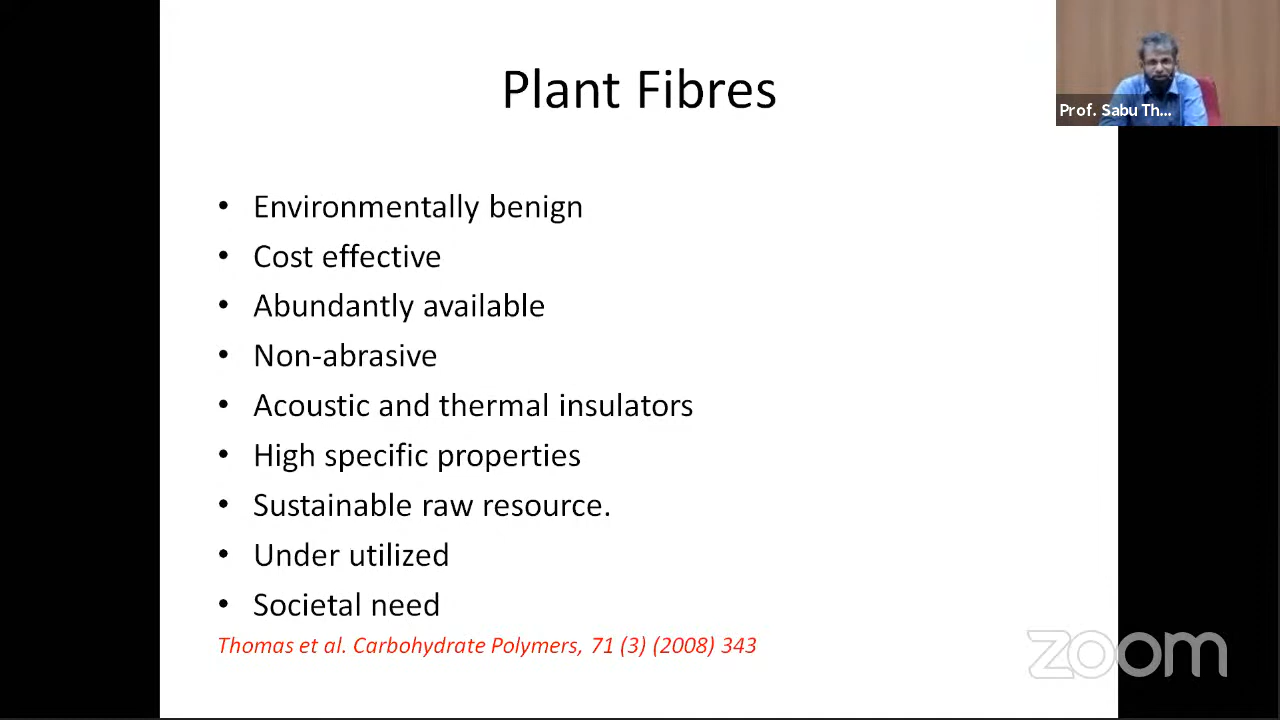 Plant Fibres
Prof. Sabu Th...
• Environmentally benign
• Cost effective
• Abundantly available
• Non-abrasive
• Acoustic and thermal insulators
• High specific properties
• Sustainable raw resource.
• Under utilized
• Societal need
Thomas et al. Carbohydrate Polymers, 71 (3) (2008) 343
zoom